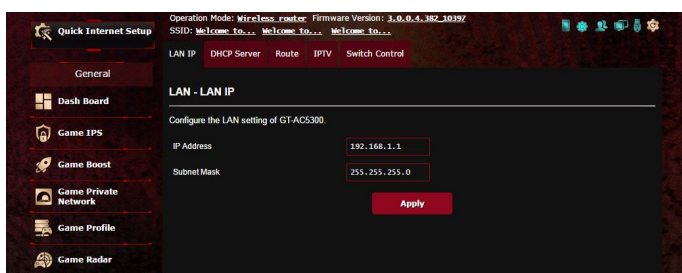 Quick Internet Setup
Operation Mode: Wireless router Firmware Version: 3.0.0.4.382_10397
SSID: Welcome to... Welcome to... Welcome to...
LAN IP DHCP Server Route IPTV Switch Control
General
Dash Board
Game IPS
Game Boost
Game Private
Network
Game Profile
Game Radar
LAN - LAN IP
Configure the LAN setting of GT-AC5300.
IP Address 192.168.1.1
Subnet Mask 255.255.255.0
Apply